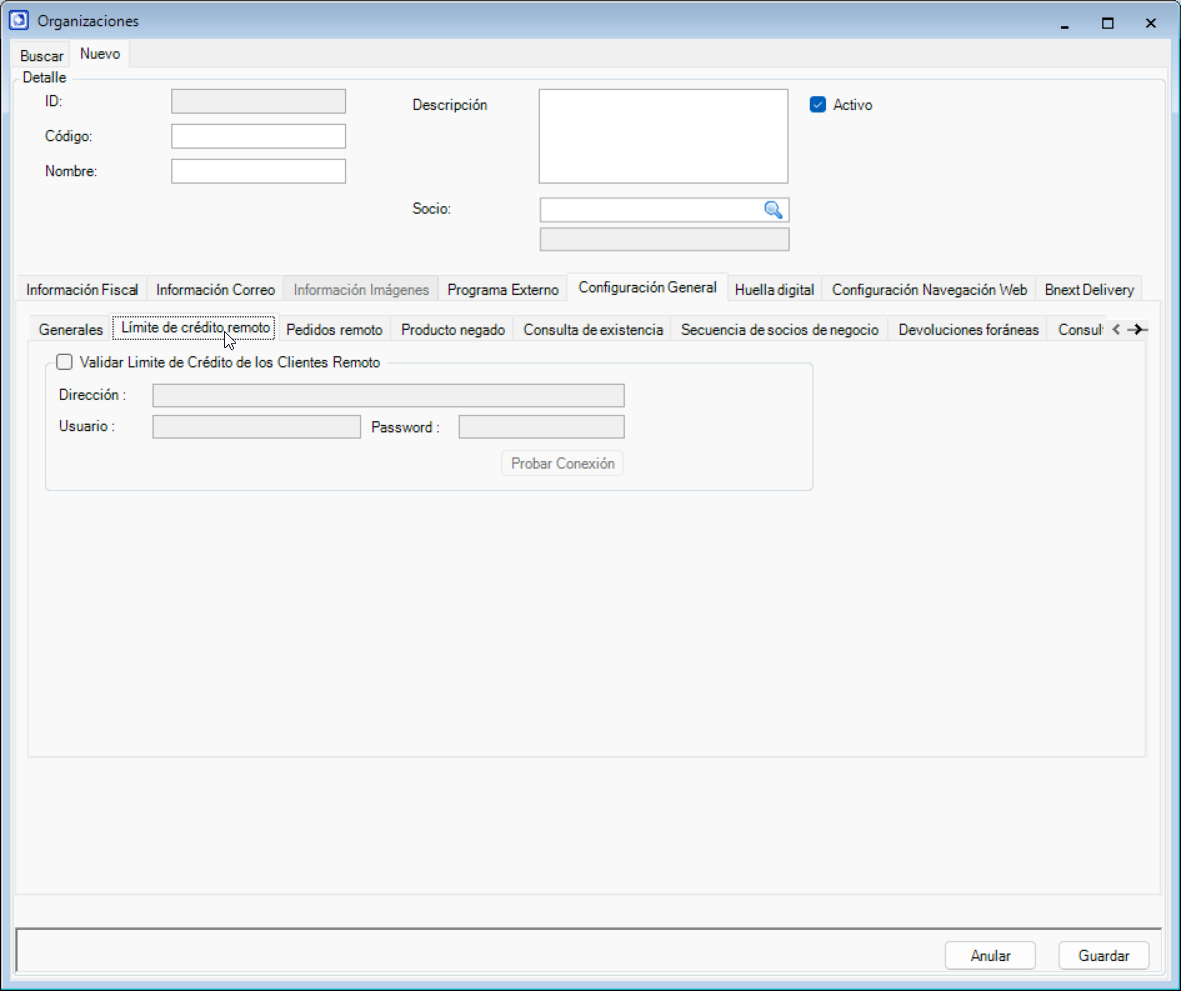 Organizaciones
Buscar Nuevo
Detalle
ID:
Código:
Nombre:
Descripción
Activo
Socio:
Información Fiscal Información Correo Información Imágenes Programa Externo Configuración General Huella digital Configuración Navegación Web Bnext Delivery
Generales Límite de crédito remoto Pedidos remoto Producto negado Consulta de existencia Secuencia de socios de negocio Devoluciones foráneas Consul
Validar Limite de Crédito de los Clientes Remoto
Dirección :
Usuario : Password :
Probar Conexión
Anular Guardar